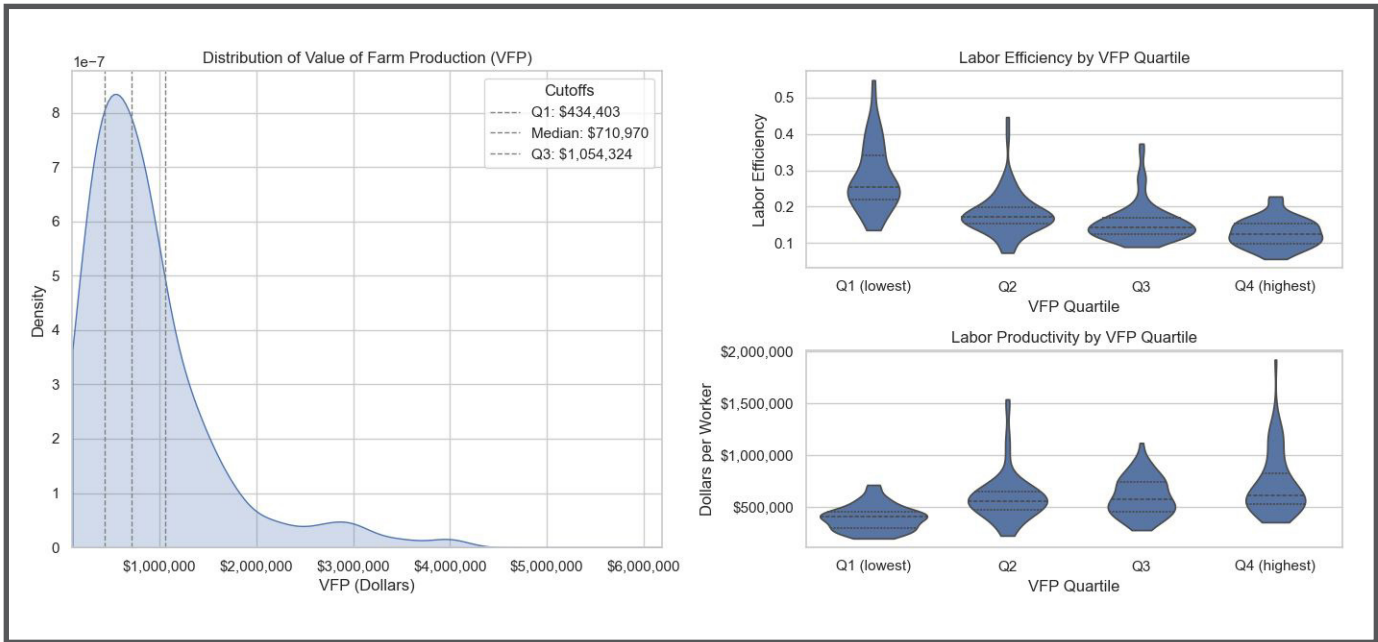 Distribution of Value of Farm Production (VFP)
1e−7
Cutoffs
Q1: $434,403
Median: $710,970
Q3: $1,054,324
8
7
6
5
4
3
2
1
0
Density
$1,000,000 $2,000,000 $3,000,000 $4,000,000 $5,000,000 $6,000,000
VFP (Dollars)
Labor Efficiency by VFP Quartile
0.5
0.4
0.3
0.2
0.1
Labor Efficiency
Q1 (lowest) Q2 Q3 Q4 (highest)
VFP Quartile
Labor Productivity by VFP Quartile
$2,000,000
$1,500,000
$1,000,000
$500,000
Dollars per Worker
Q1 (lowest) Q2 Q3 Q4 (highest)
VFP Quartile